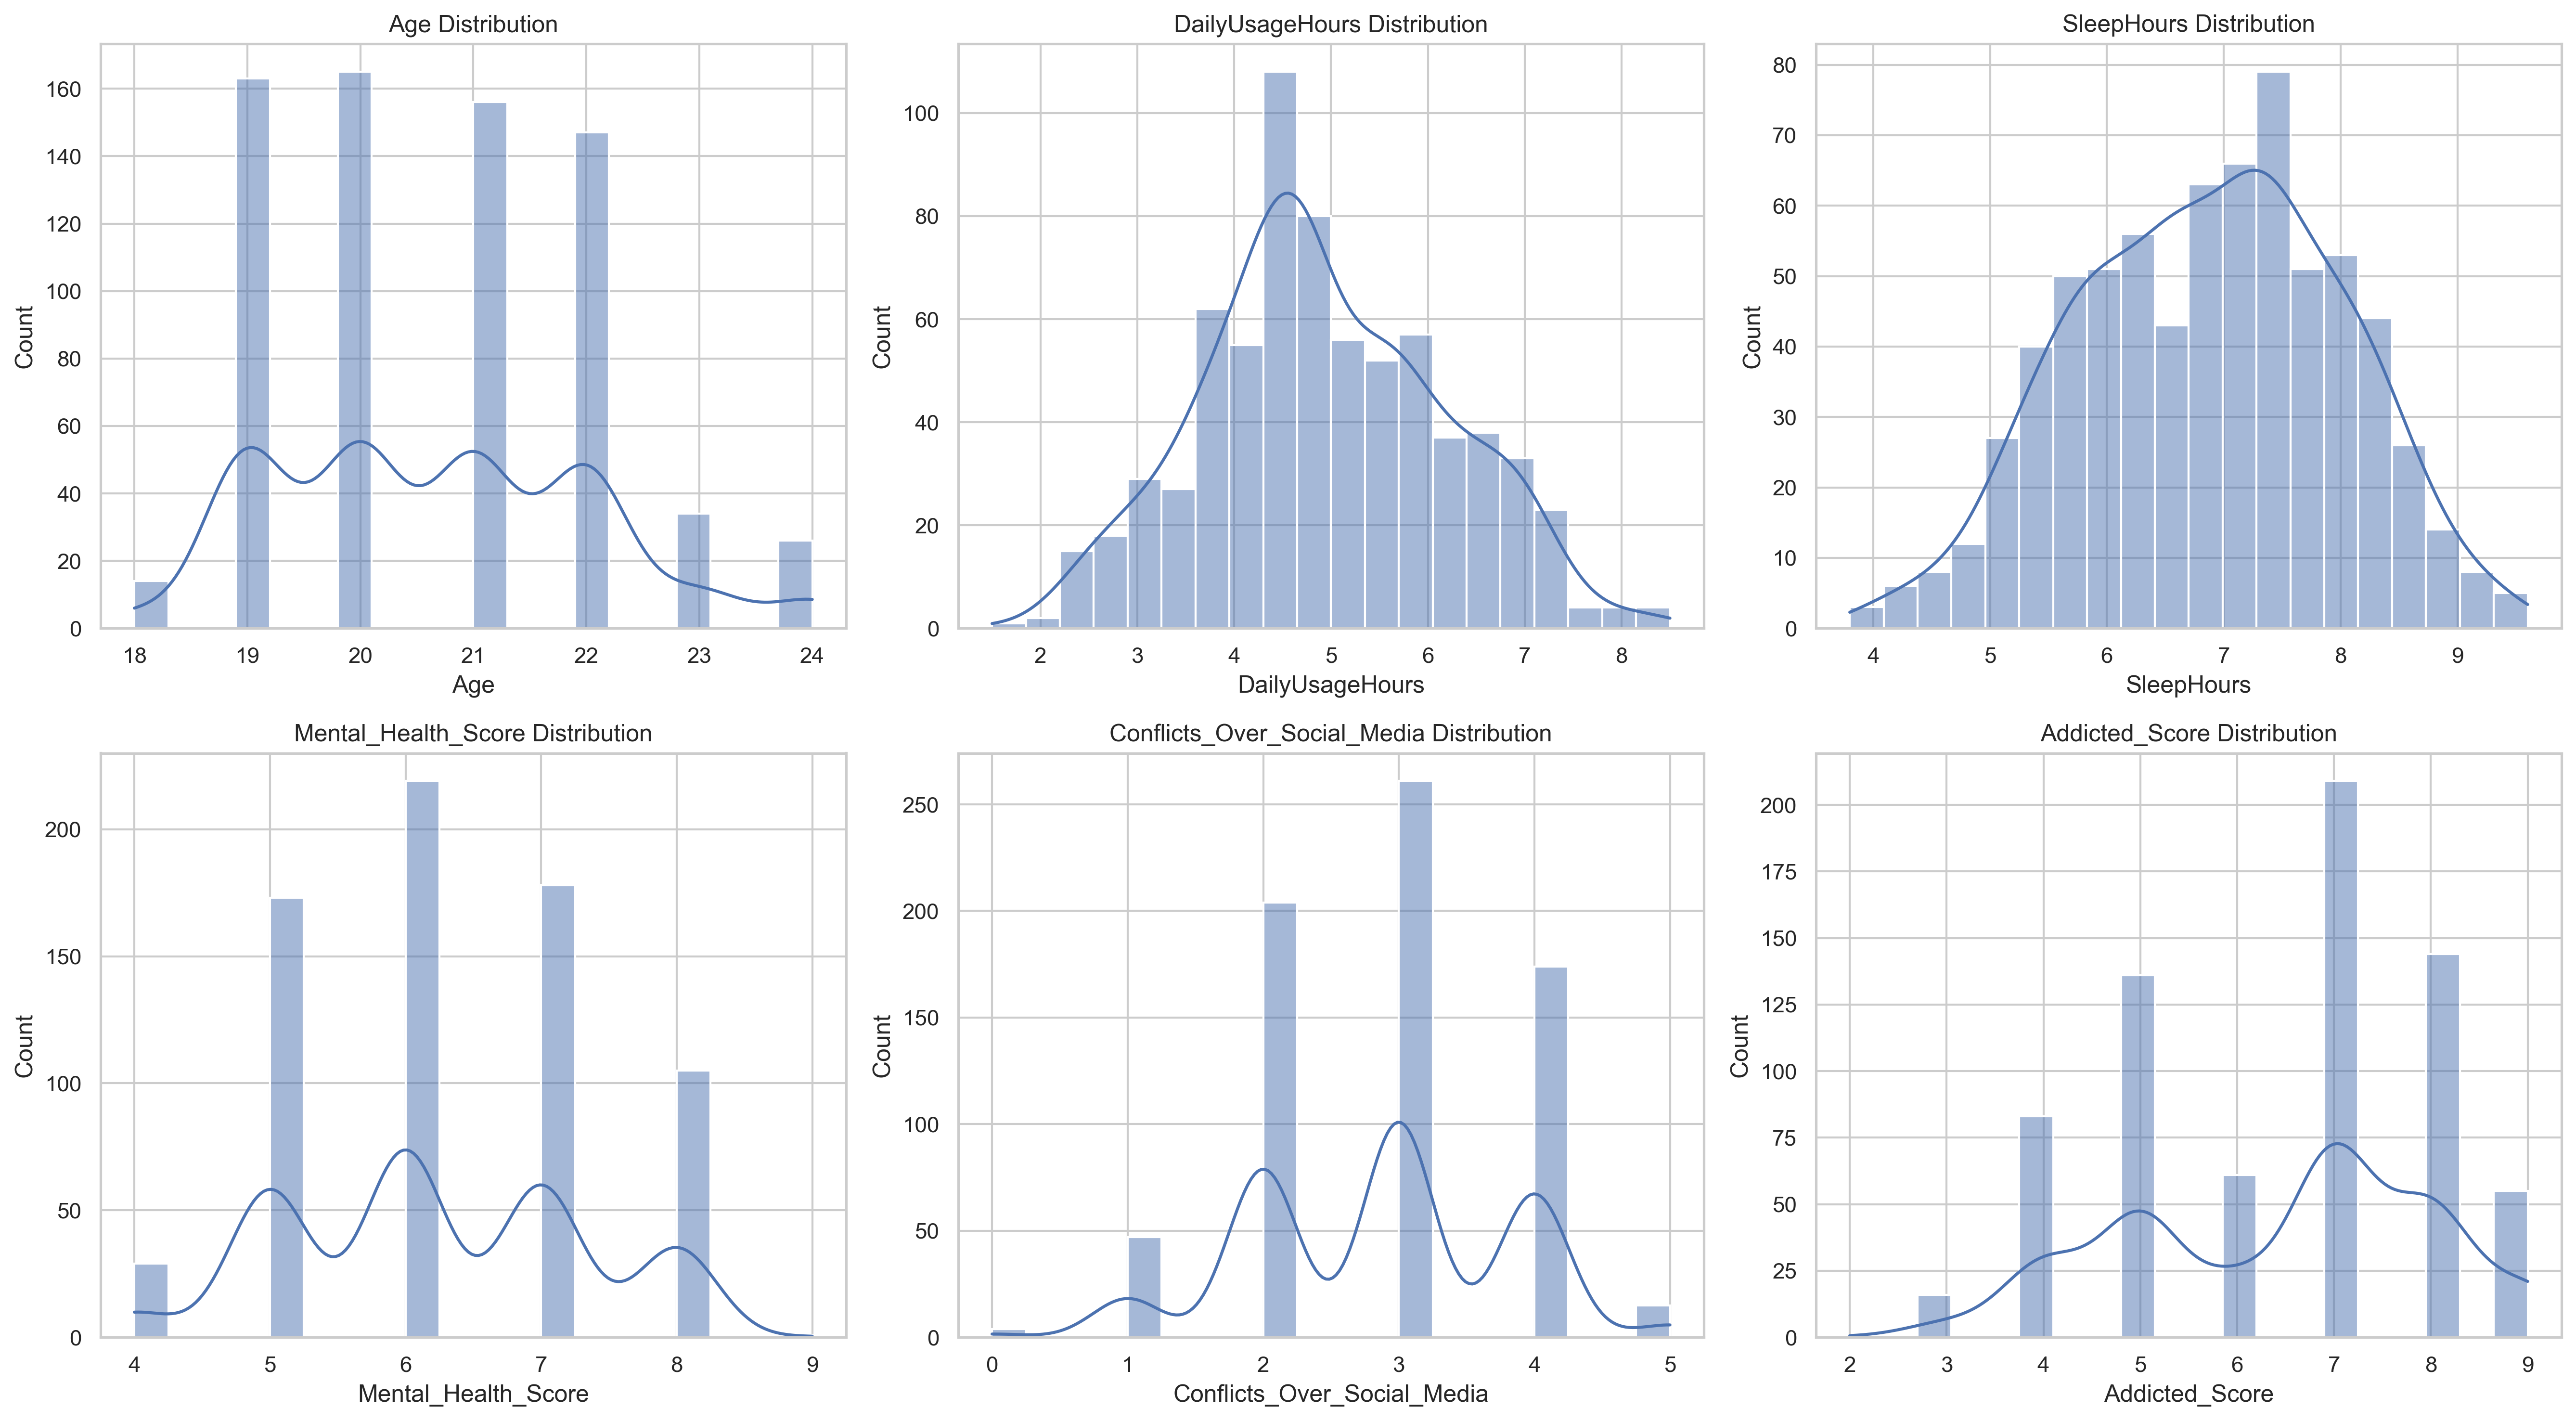 Age Distribution
Count
160
140
120
100
80
60
40
20
0
18 19 20 21 22 23 24
Age
DailyUsageHours Distribution
Count
100
80
60
40
20
0
2 3 4 5 6 7 8
DailyUsageHours
SleepHours Distribution
Count
80
70
60
50
40
30
20
10
0
4 5 6 7 8 9
SleepHours
Mental_Health_Score Distribution
Count
200
150
100
50
0
4 5 6 7 8 9
Mental_Health_Score
Conflicts_Over_Social_Media Distribution
Count
250
200
150
100
50
0
0 1 2 3 4 5
Conflicts_Over_Social_Media
Addicted_Score Distribution
Count
200
175
150
125
100
75
50
25
0
2 3 4 5 6 7 8 9
Addicted_Score